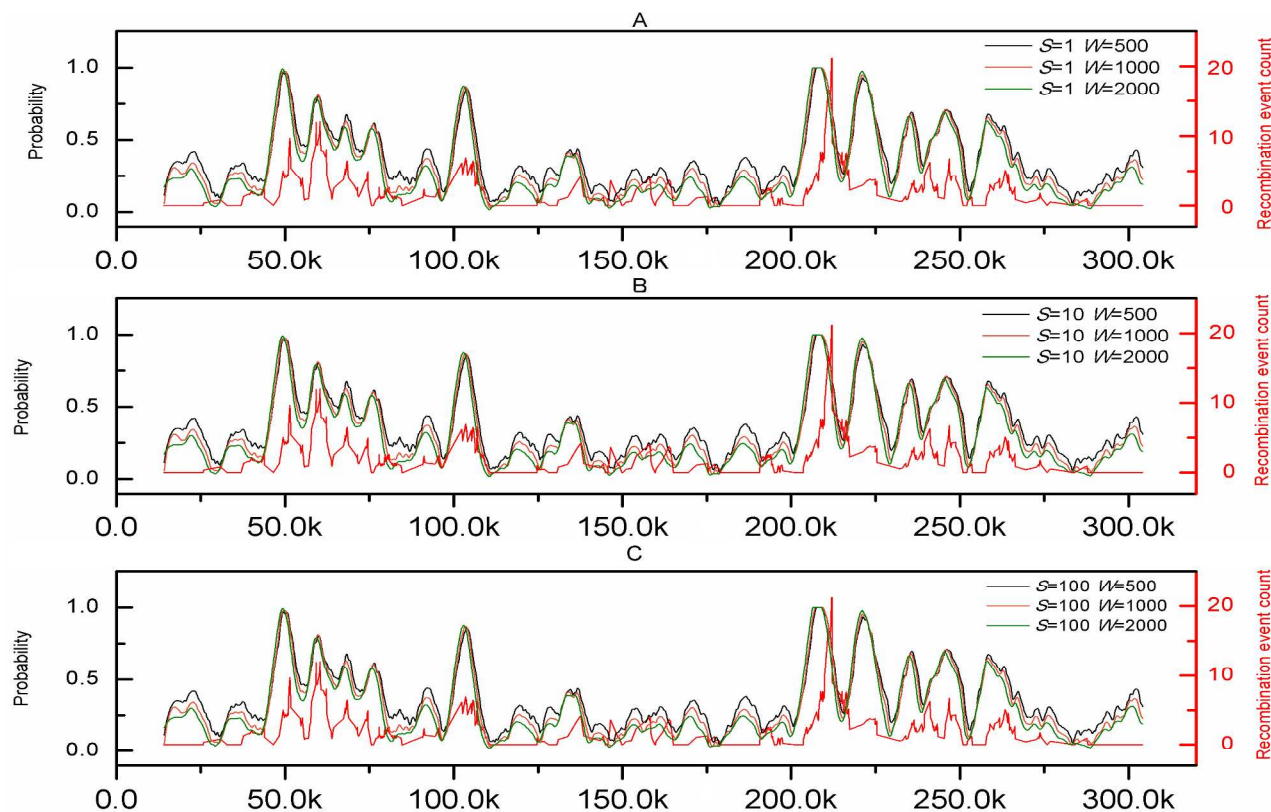 A
Probability
1.0
0.5
0.0
S=1 W=500
S=1 W=1000
S=1 W=2000
20
10
0
Recombination event count
0.0 50.0k 100.0k 150.0k 200.0k 250.0k 300.0k
B
Probability
1.0
0.5
0.0
S=10 W=500
S=10 W=1000
S=10 W=2000
20
10
0
Recombination event count
0.0 50.0k 100.0k 150.0k 200.0k 250.0k 300.0k
C
Probability
1.0
0.5
0.0
S=100 W=500
S=100 W=1000
S=100 W=2000
20
10
0
Recombination event count
0.0 50.0k 100.0k 150.0k 200.0k 250.0k 300.0k